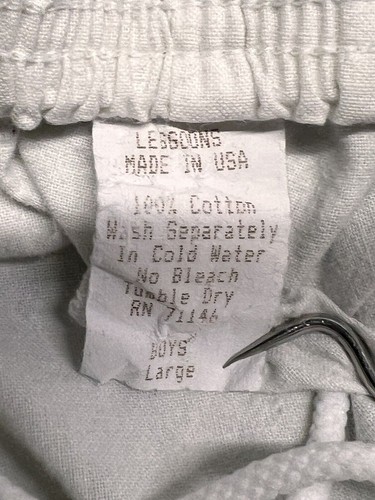 LEGGOONS
MADE IN USA
100% Cotton
Wash Separately
In Cold Water
No Bleach
Tumble Dry
RN 71146
BOYS
Large